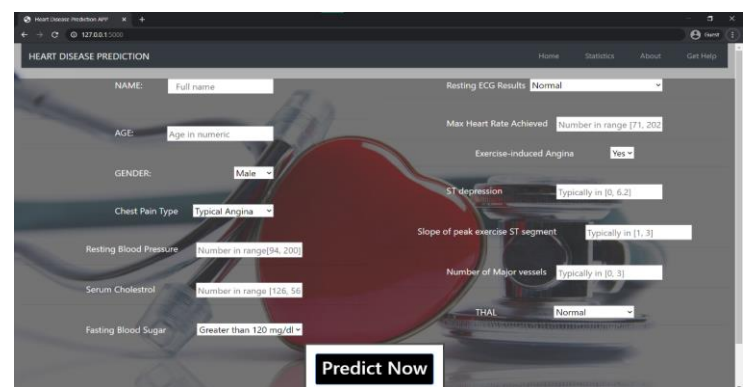 Heart Disease Prediction APP
127.0.0.1:5000
Guest
HEART DISEASE PREDICTION
Home Statistics About Get Help
NAME: Full name
AGE: Age in numeric
GENDER: Male
Chest Pain Type Typical Angina
Resting Blood Pressure Number in range[94, 200]
Serum Cholestrol Number in range [126, 56
Fasting Blood Sugar Greater than 120 mg/dl
Resting ECG Results Normal
Max Heart Rate Achieved Number in range [71, 202
Exercise-induced Angina Yes
ST depression Typically in [0, 6.2]
Slope of peak exercise ST segment Typically in [1, 3]
Number of Major vessels Typically in [0, 3]
THAL Normal
Predict Now